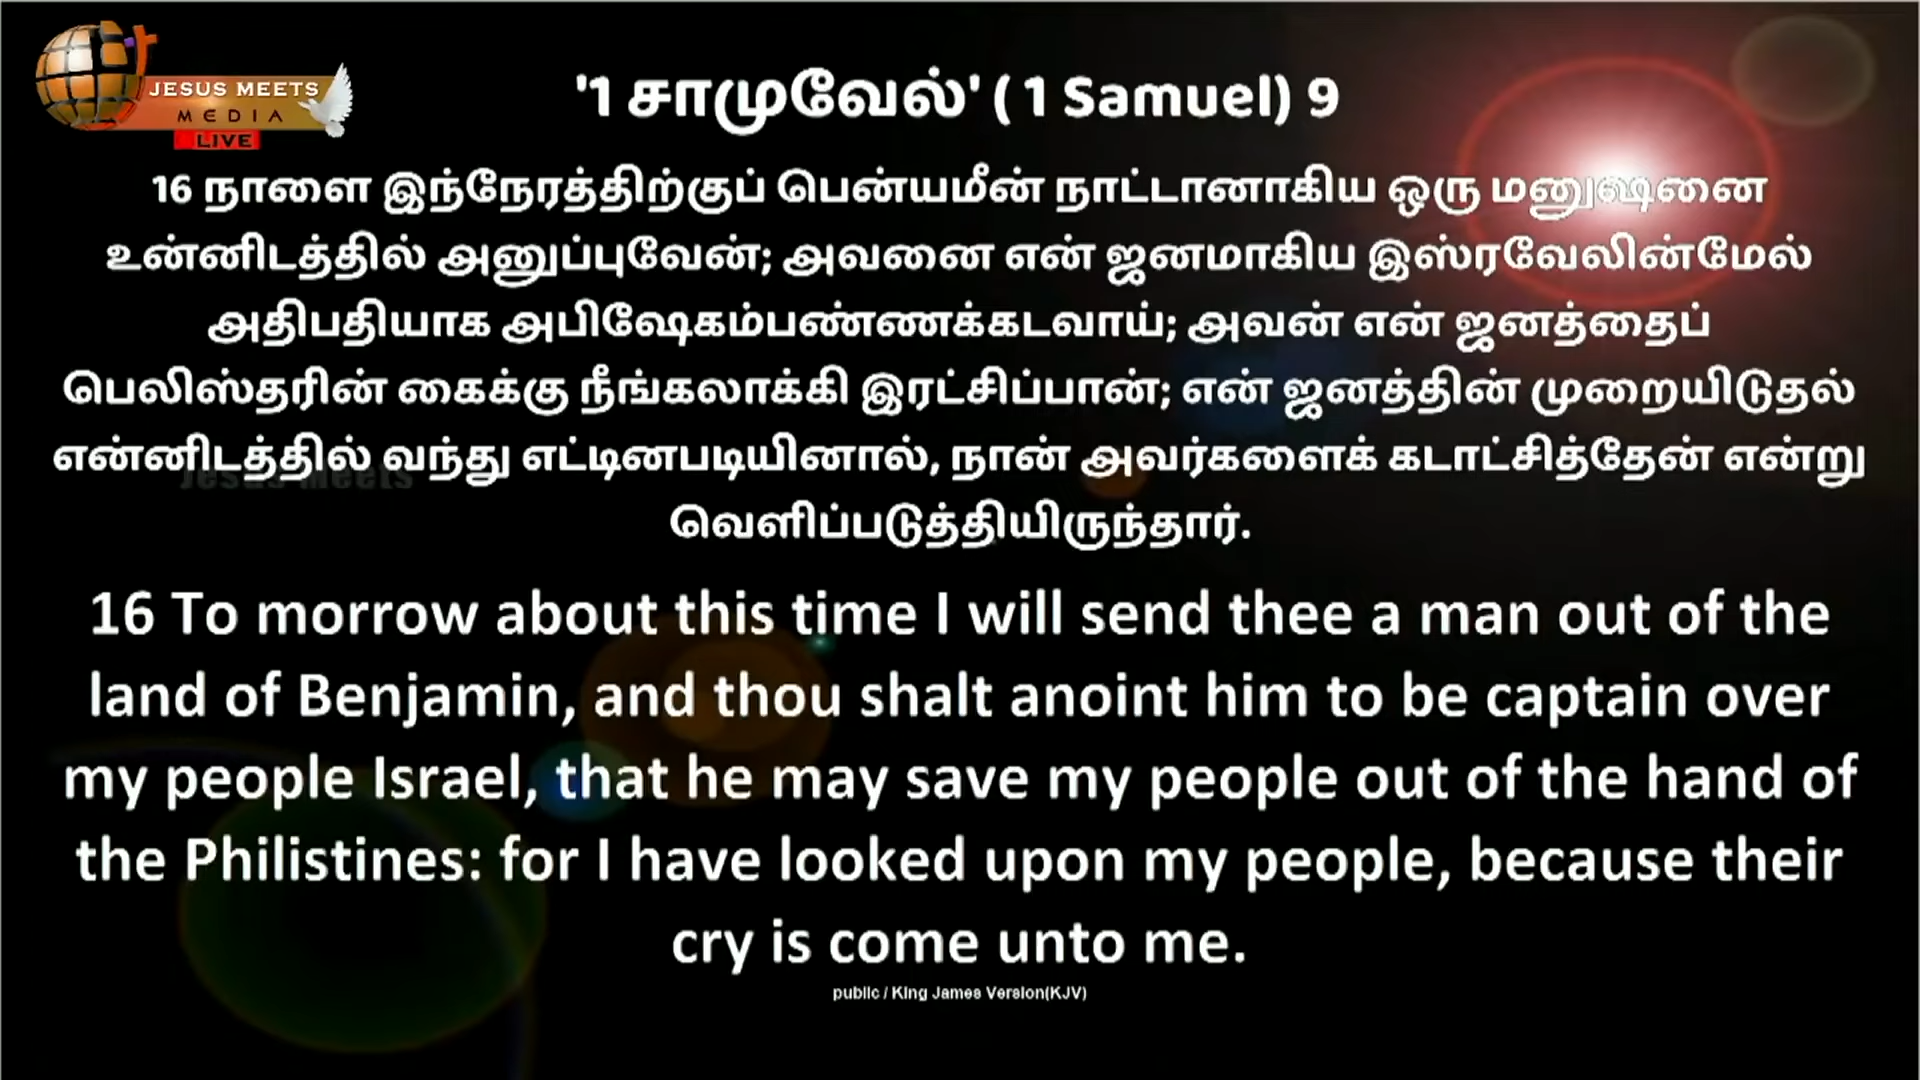 JESUS MEETS
MEDIA
LIVE
'1 சாமுவேல்' ( 1 Samuel) 9
16 நாளை இந்நேரத்திற்குப் பென்யமீன் நாட்டானாகிய ஒரு மனுஷனை
உன்னிடத்தில் அனுப்புவேன்; அவனை என் ஜனமாகிய இஸ்ரவேலின்மேல்
அதிபதியாக அபிஷேகம்பண்ணக்கடவாய்; அவன் என் ஜனத்தைப்
பெலிஸ்தரின் கைக்கு நீங்கலாக்கி இரட்சிப்பான்; என் ஜனத்தின் முறையிடுதல்
என்னிடத்தில் வந்து எட்டினபடியினால், நான் அவர்களைக் கடாட்சித்தேன் என்று
Jesus Meets
வெளிப்படுத்தியிருந்தார்.
16 To morrow about this time I will send thee a man out of the
land of Benjamin, and thou shalt anoint him to be captain over
my people Israel, that he may save my people out of the hand of
the Philistines: for I have looked upon my people, because their
cry is come unto me.
public / King James Version(KJV)